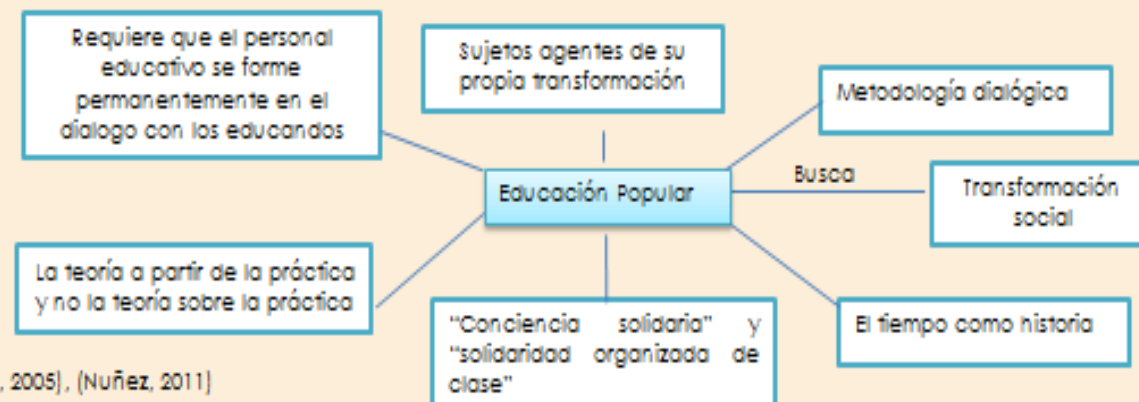 Requiere que el personal
educativo se forme
permanentemente en el
dialogo con los educandos
Sujetos agentes de su
propia transformación
Metodología dialógica
Educación Popular
Busca
Transformación
social
La teoría a partir de la práctica
y no la teoría sobre la práctica
“Conciencia solidaria” y
“solidaridad organizada de
clase”
El tiempo como historia
, 2005), (Nuñez, 2011)